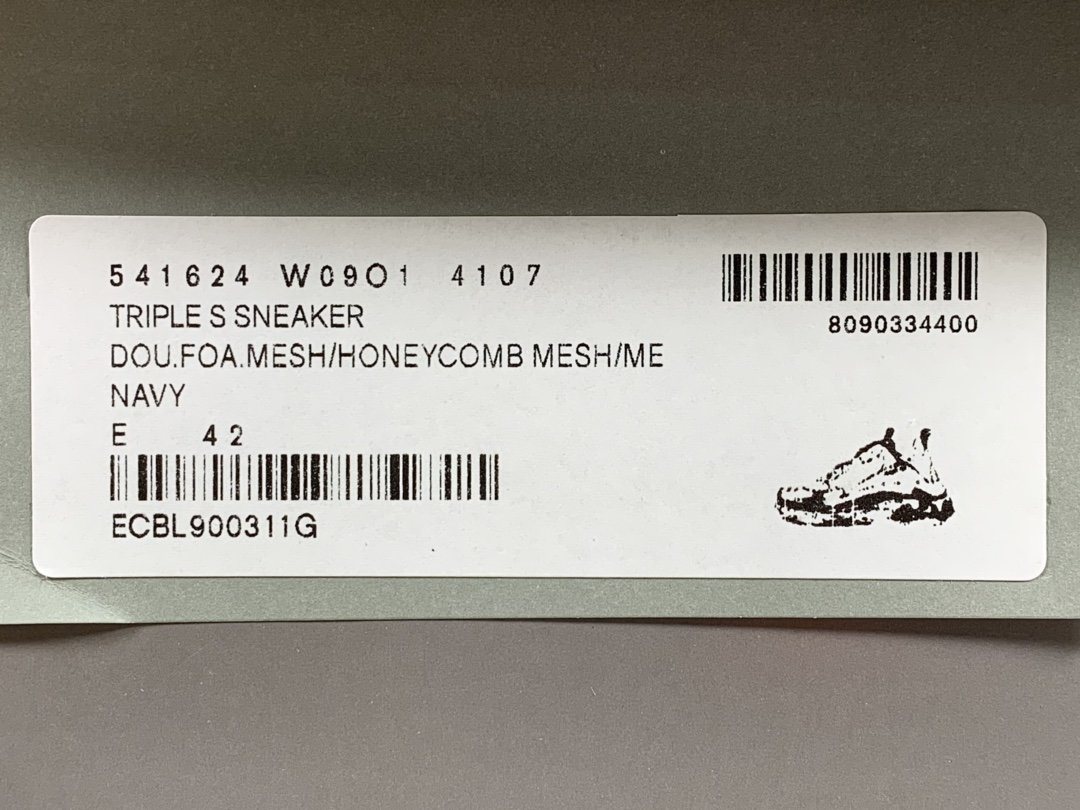 541624 W09O1 4107
TRIPLE S SNEAKER
DOU.FOA.MESH/HONEYCOMB MESH/ME
NAVY
E 42
ECBL900311G
8090334400